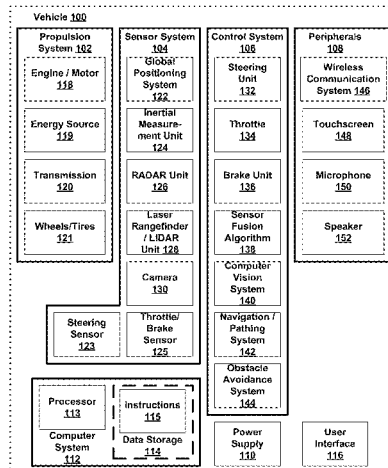 Vehicle 100
Propulsion
System 102
Engine / Motor
118
Energy Source
119
Transmission
120
Wheels/Tires
121
Sensor System
104
Global
Positioning
System
122
Inertial
Measure-
ment Unit
124
RADAR Unit
126
Laser
Rangefinder
/ LIDAR
Unit 128
Camera
130
Steering
Sensor
123
Throttle/
Brake
Sensor
125
Control System
106
Steering
Unit
132
Throttle
134
Brake Unit
136
Sensor
Fusion
Algorithm
138
Computer
Vision
System
140
Navigation /
Pathing
System
142
Obstacle
Avoidance
System
144
Peripherals
108
Wireless
Communication
System 146
Touchscreen
148
Microphone
150
Speaker
152
Processor
113
Computer
System
112
Instructions
115
Data Storage
114
Power
Supply
110
User
Interface
116